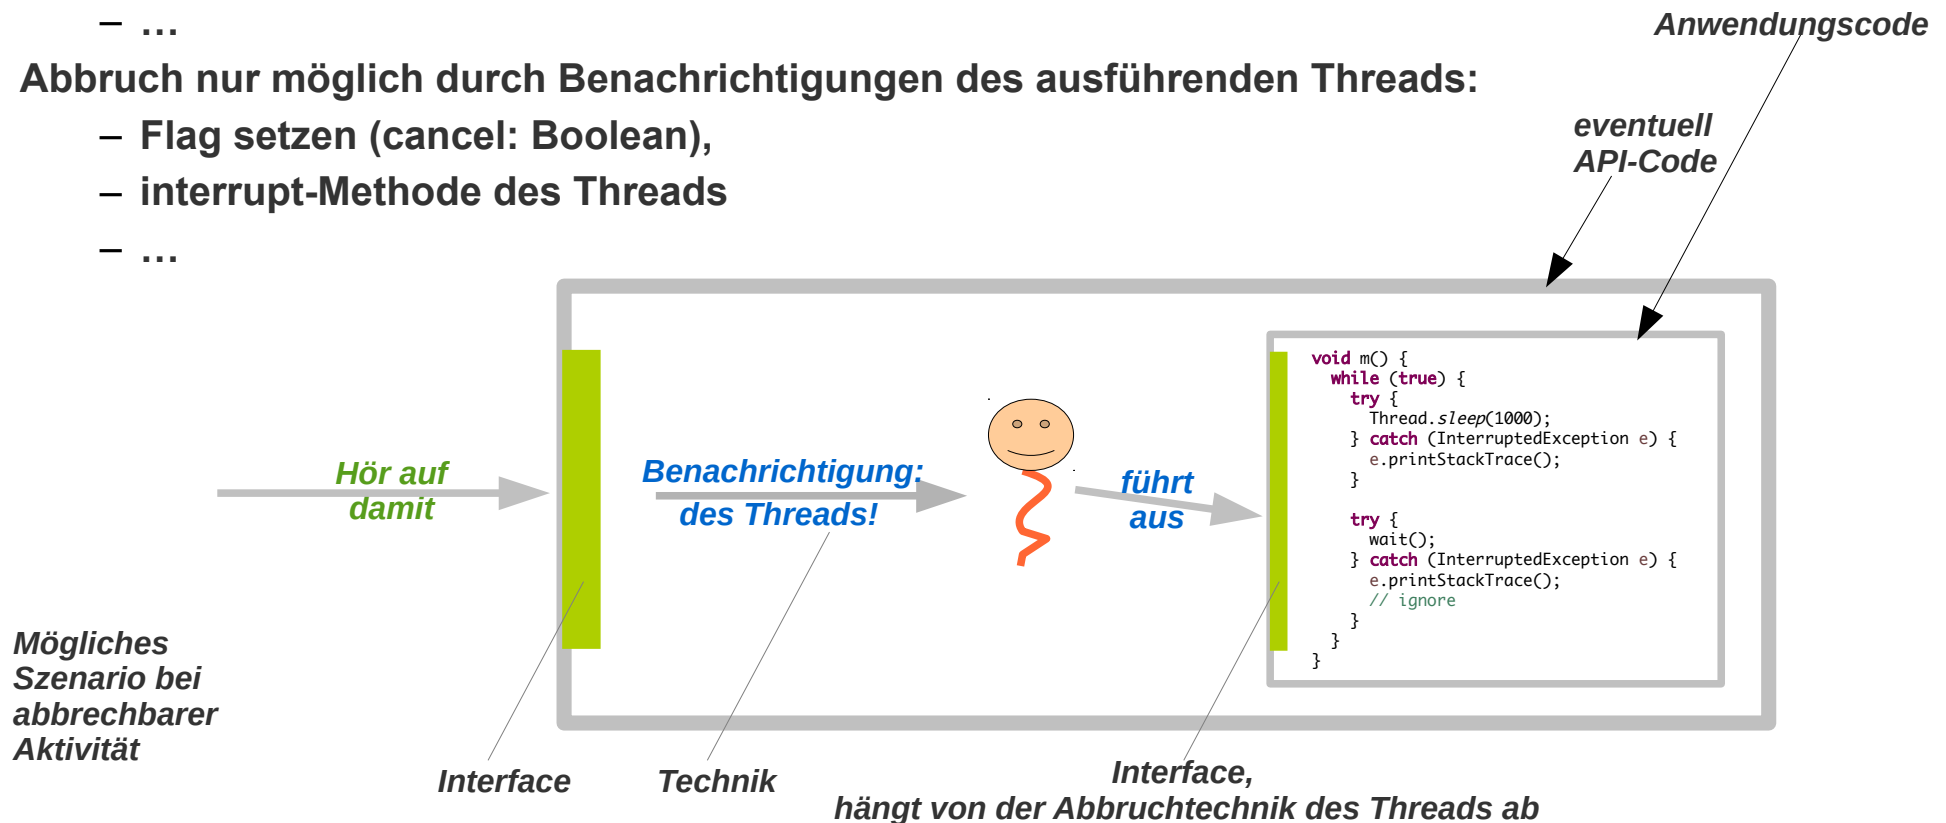 – …
Anwendungscode
Abbruch nur möglich durch Benachrichtigungen des ausführenden Threads:
eventuell
API-Code
– Flag setzen (cancel: Boolean),
– interrupt-Methode des Threads
– …
void m() {
while (true) {
try {
Thread.sleep(1000);
} catch (InterruptedException e) {
e.printStackTrace();
}
try {
wait();
} catch (InterruptedException e) {
e.printStackTrace();
// ignore
}
}
}
Hör auf
damit
Benachrichtigung:
des Threads!
führt
aus
Mögliches
Szenario bei
abbrechbarer
Aktivität
Interface
Technik
Interface,
hängt von der Abbruchtechnik des Threads ab